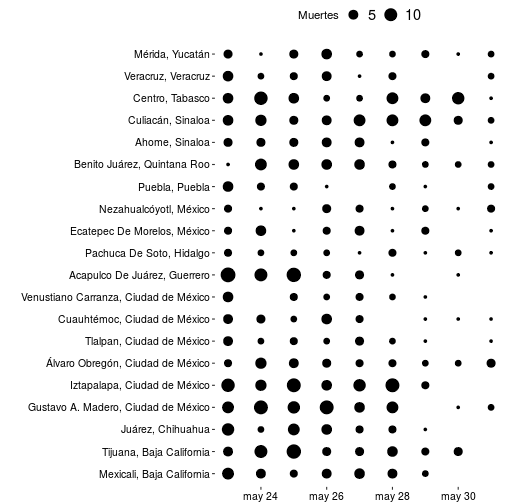 Muertes 5 10
Mérida, Yucatán
Veracruz, Veracruz
Centro, Tabasco
Culiacán, Sinaloa
Ahome, Sinaloa
Benito Juárez, Quintana Roo
Puebla, Puebla
Nezahualcóyotl, México
Ecatepec De Morelos, México
Pachuca De Soto, Hidalgo
Acapulco De Juárez, Guerrero
Venustiano Carranza, Ciudad de México
Cuauhtémoc, Ciudad de México
Tlalpan, Ciudad de México
Álvaro Obregón, Ciudad de México
Iztapalapa, Ciudad de México
Gustavo A. Madero, Ciudad de México
Juárez, Chihuahua
Tijuana, Baja California
Mexicali, Baja California
may 24 may 26 may 28 may 30